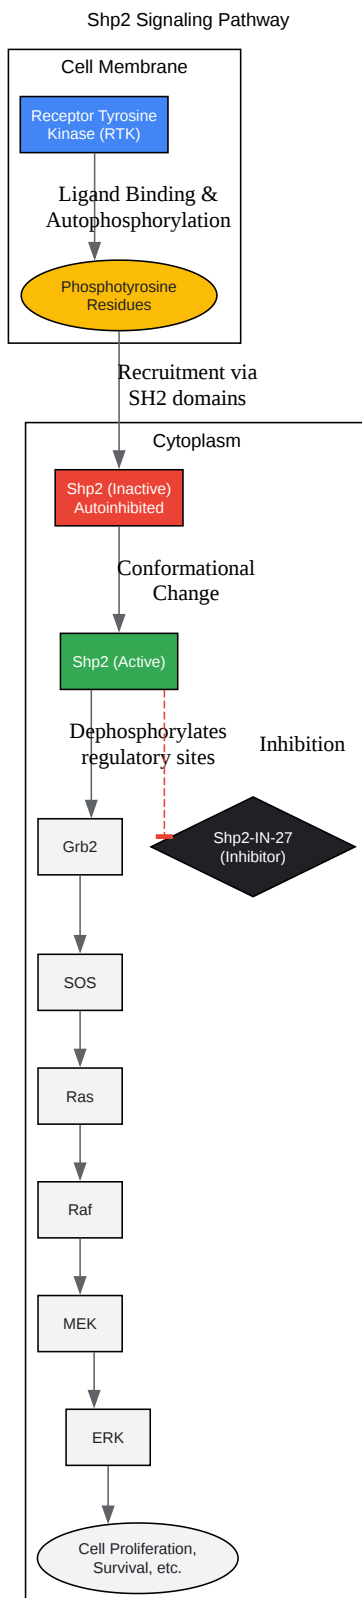 Shp2 Signaling Pathway
Cell Membrane
Receptor Tyrosine
Kinase (RTK)
Ligand Binding &
Autophosphorylation
Phosphotyrosine
Residues
Recruitment via
SH2 domains
Cytoplasm
Shp2 (Inactive)
Autoinhibited
Conformational
Change
Shp2 (Active)
Dephosphorylates
regulatory sites
Inhibition
Grb2
Shp2-IN-27
(Inhibitor)
SOS
Ras
Raf
MEK
ERK
Cell Proliferation,
Survival, etc.